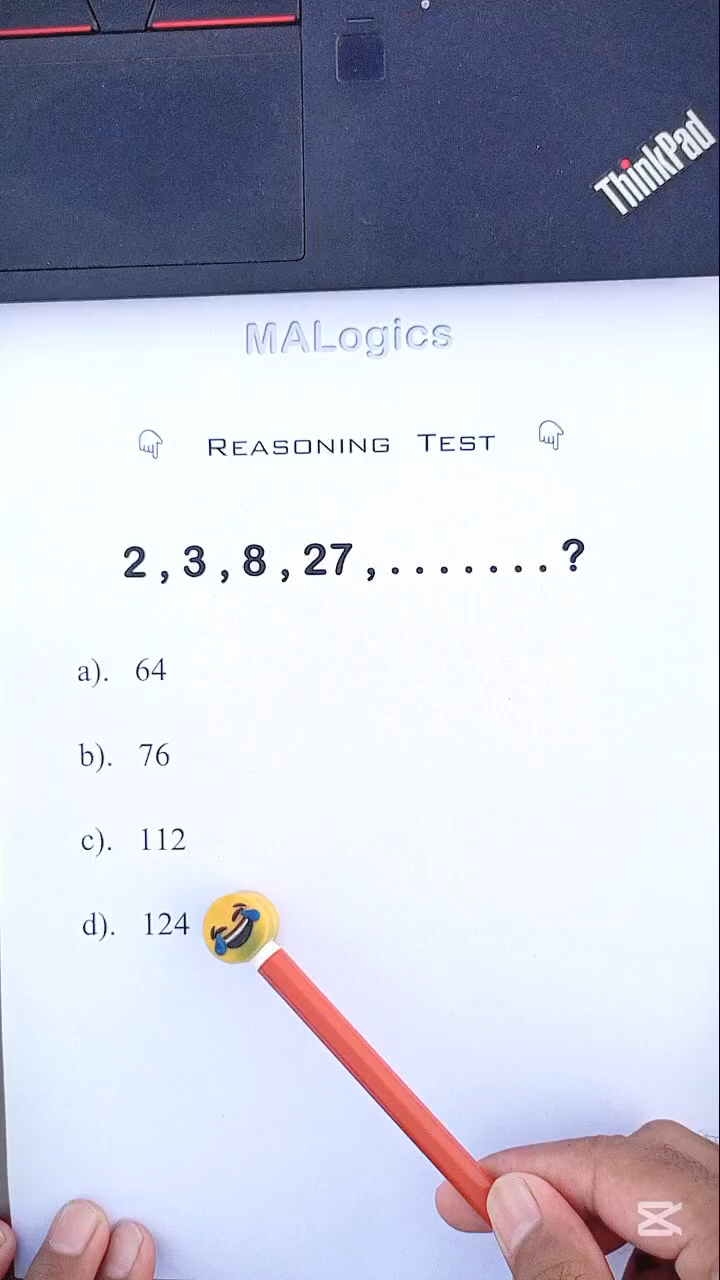 ThinkPad
MALogics
REASONING TEST
2 , 3 , 8 , 27 , . . . . . . . ?
a). 64
b). 76
c). 112
d). 124